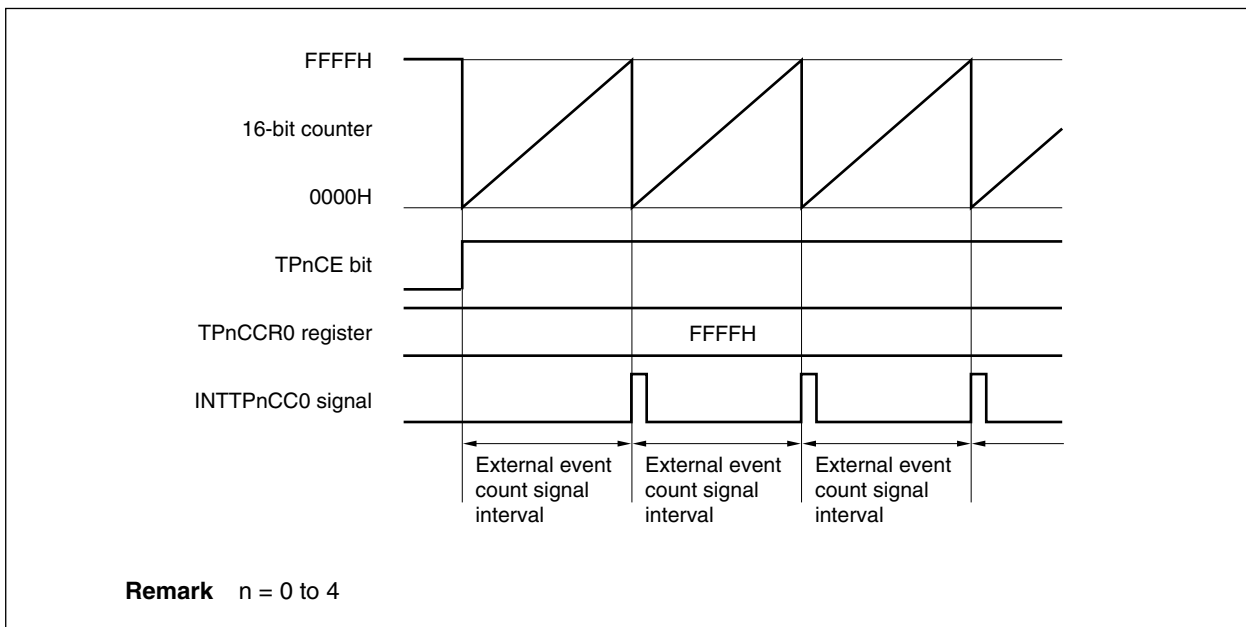 FFFFH
16-bit counter
0000H
TPnCE bit
TPnCCR0 register
FFFFH
INTTPnCC0 signal
External event
count signal
interval
External event
count signal
interval
External event
count signal
interval
Remark n = 0 to 4